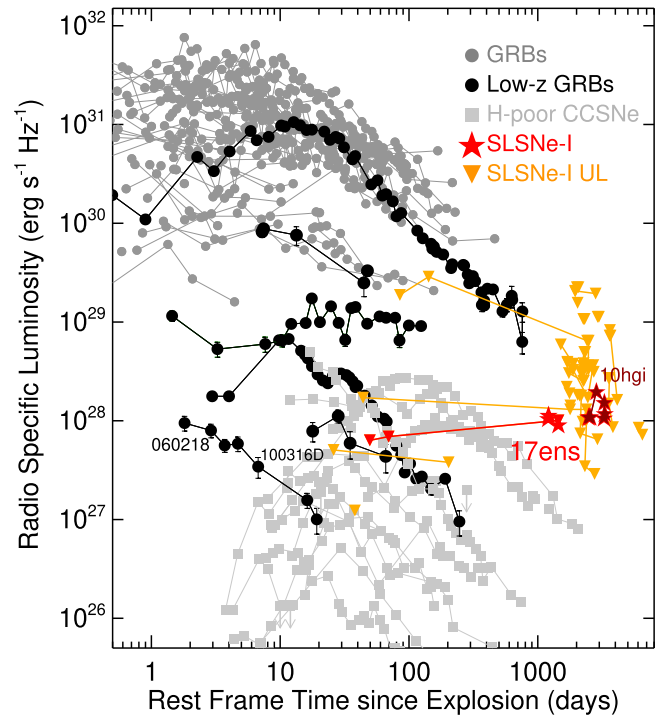 10³²
10³¹
10³⁰
10²⁹
10²⁸
10²⁷
10²⁶
Radio Specific Luminosity (erg s⁻¹ Hz⁻¹)
GRBs
Low-z GRBs
H-poor CCSNe
SLSNe-I
SLSNe-I UL
10hgi
17ens
060218
100316D
1 10 100 1000
Rest Frame Time since Explosion (days)